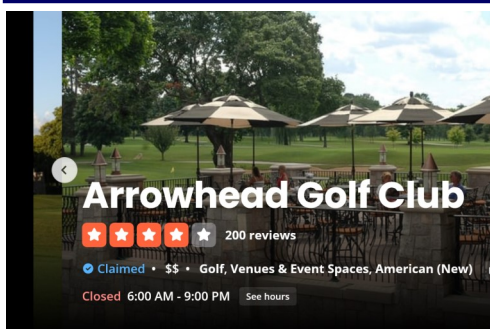 Arrowhead Golf Club
200 reviews
Claimed • $$ • Golf, Venues & Event Spaces, American (New)
Closed 6:00 AM - 9:00 PM See hours